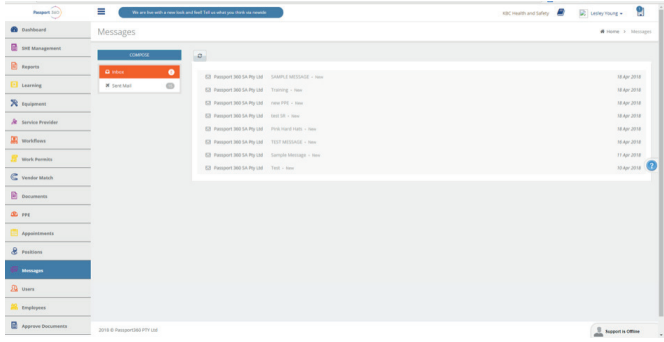 Passport 360
We are live with a new look and feel! Tell us what you think via zendesk
KBC Health and Safety
Lesley Young
Dashboard
SHE Management
Reports
Learning
Equipment
Service Provider
Workflows
Work Permits
Vendor Match
Documents
PPE
Appointments
Positions
Messages
Users
Employees
Approve Documents
Messages
Home > Messages
COMPOSE
Inbox
Sent Mail
Passport 360 SA Pty Ltd SAMPLE MESSAGE - New 18 Apr 2018
Passport 360 SA Pty Ltd Training - New 18 Apr 2018
Passport 360 SA Pty Ltd new PPE - New 18 Apr 2018
Passport 360 SA Pty Ltd - New 18 Apr 2018
Passport 360 SA Pty Ltd Hard Hats - New 18 Apr 2018
Passport 360 SA Pty Ltd TEST MESSAGE - New 16 Apr 2018
Passport 360 SA Pty Ltd Sample Message - New 11 Apr 2018
Passport 360 SA Pty Ltd Test - New 10 Apr 2018
?
2018 © Passport360 PTY Ltd
Support is Offline